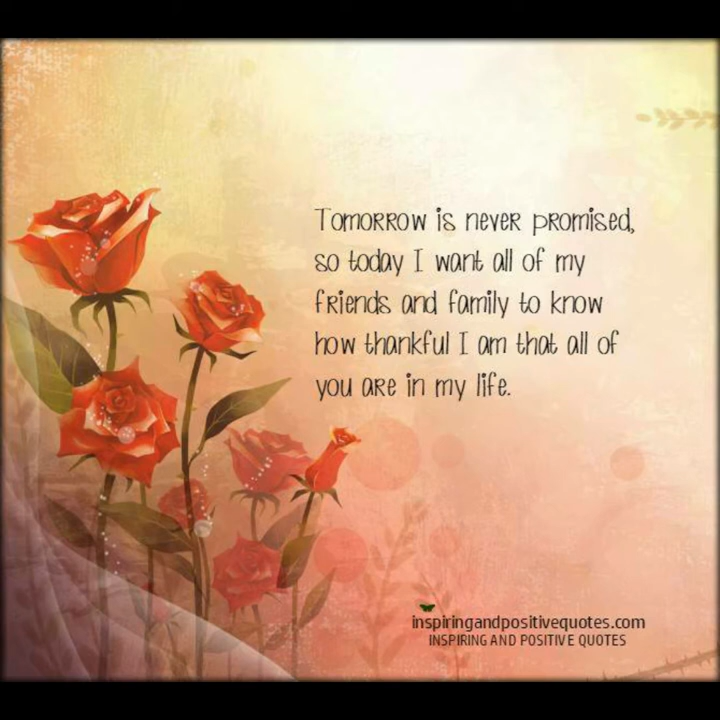 Tomorrow is never promised,
so today I want all of my
friends and family to know
how thankful I am that all of
you are in my life.
inspiringandpositivequotes.com
INSPIRING AND POSITIVE QUOTES